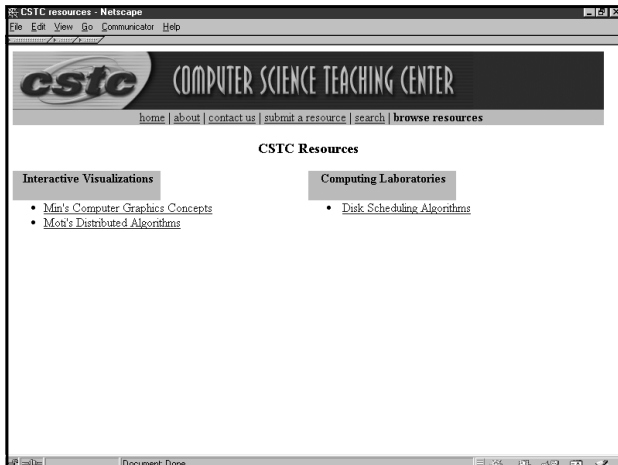 CSTC resources - Netscape
File Edit View Go Communicator Help
cstc COMPUTER SCIENCE TEACHING CENTER
home | about | contact us | submit a resource | search | browse resources
CSTC Resources
Interactive Visualizations
• Min's Computer Graphics Concepts
• Moti's Distributed Algorithms
Computing Laboratories
• Disk Scheduling Algorithms
Document: Done